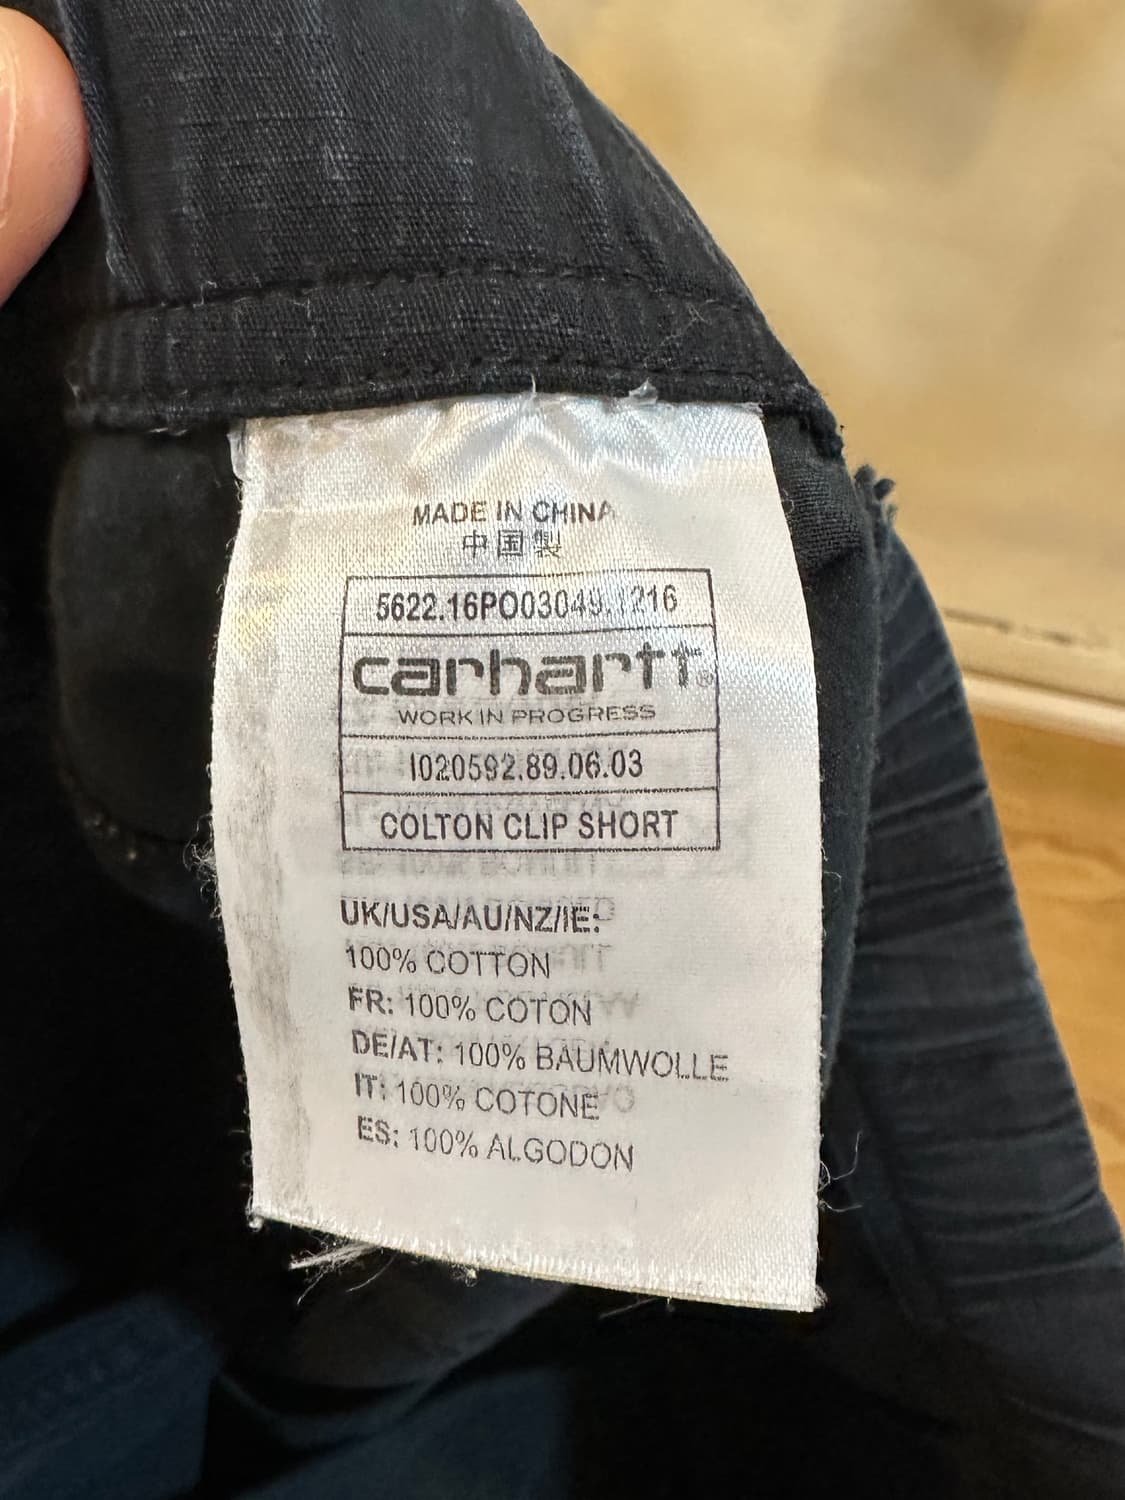 MADE IN CHINA
中国製
5622.16PO03049.1216
carhartt®
WORK IN PROGRESS
I020592.89.06.03
COLTON CLIP SHORT
UK/USA/AU/NZ/IE:
100% COTTON
FR: 100% COTON
DE/AT: 100% BAUMWOLLE
IT: 100% COTONE
ES: 100% ALGODON